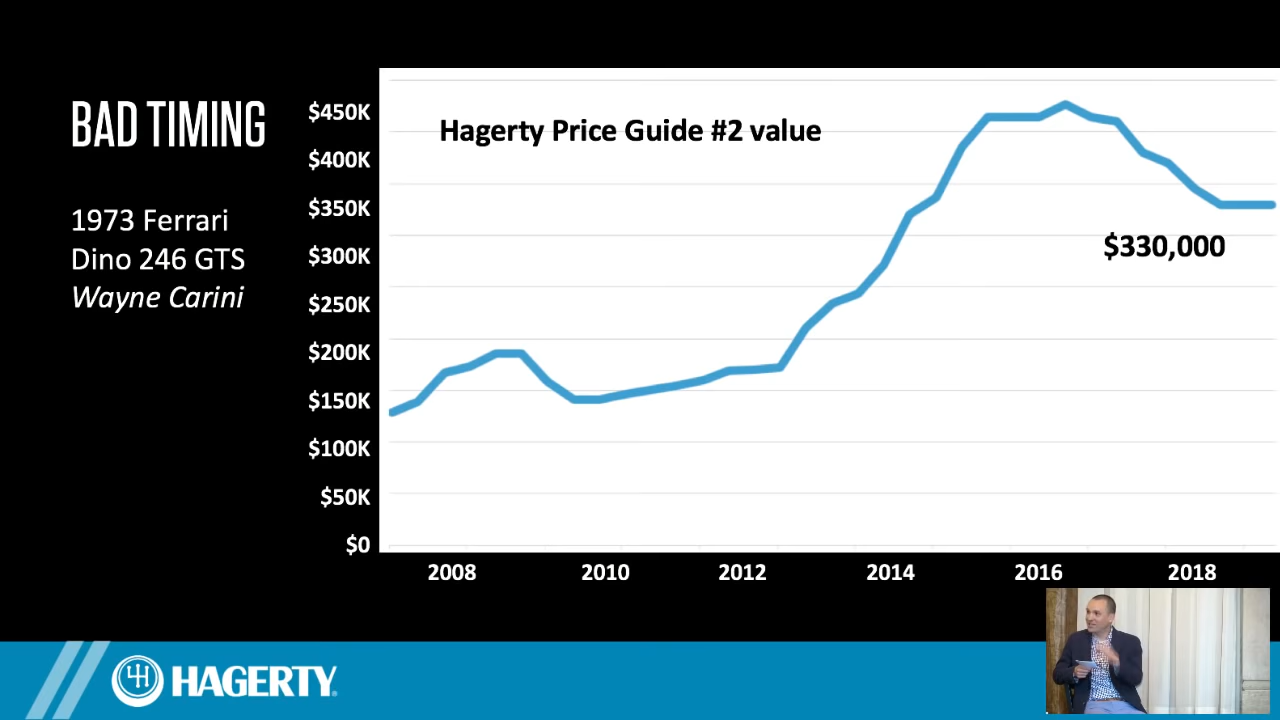 BAD TIMING
1973 Ferrari
Dino 246 GTS
Wayne Carini
Hagerty Price Guide #2 value
$450K
$400K
$350K
$300K
$250K
$200K
$150K
$100K
$50K
$0
$330,000
2008 2010 2012 2014 2016 2018
HAGERTY